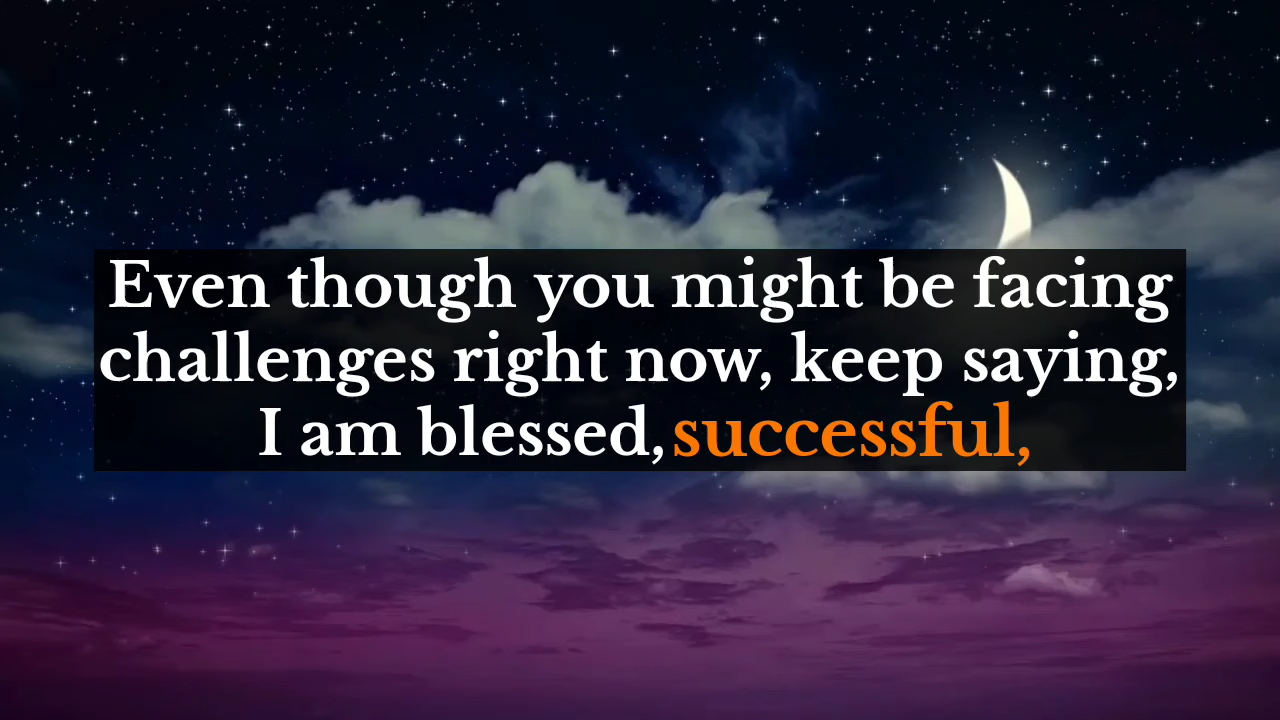 Even though you might be facing
challenges right now, keep saying,
I am blessed, successful,